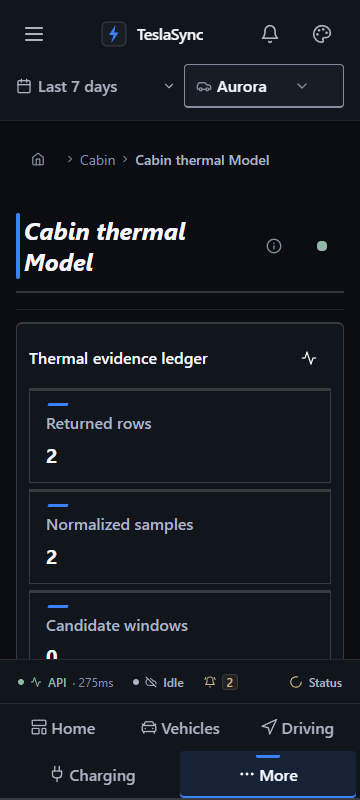 TeslaSync
Last 7 days
Aurora
Cabin
Cabin thermal Model
Cabin thermal
Model
Thermal evidence ledger
Returned rows
2
Normalized samples
2
Candidate windows
0
API · 275ms
Idle
2
Status
Home
Vehicles
Driving
Charging
More